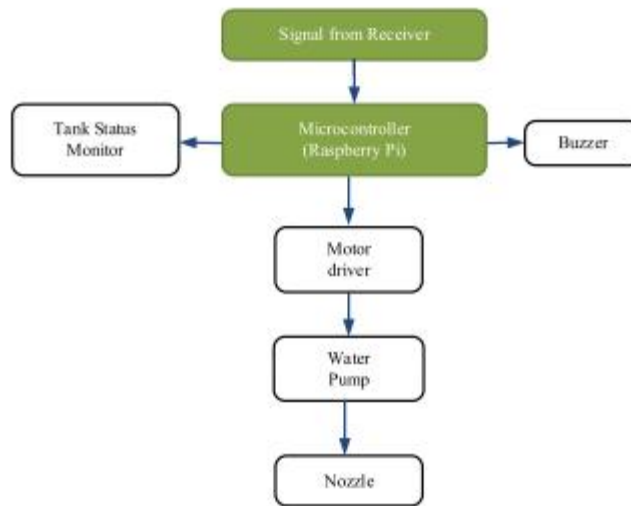 Signal from Receiver
Tank Status
Monitor
Microcontroller
(Raspberry Pi)
Buzzer
Motor
driver
Water
Pump
Nozzle